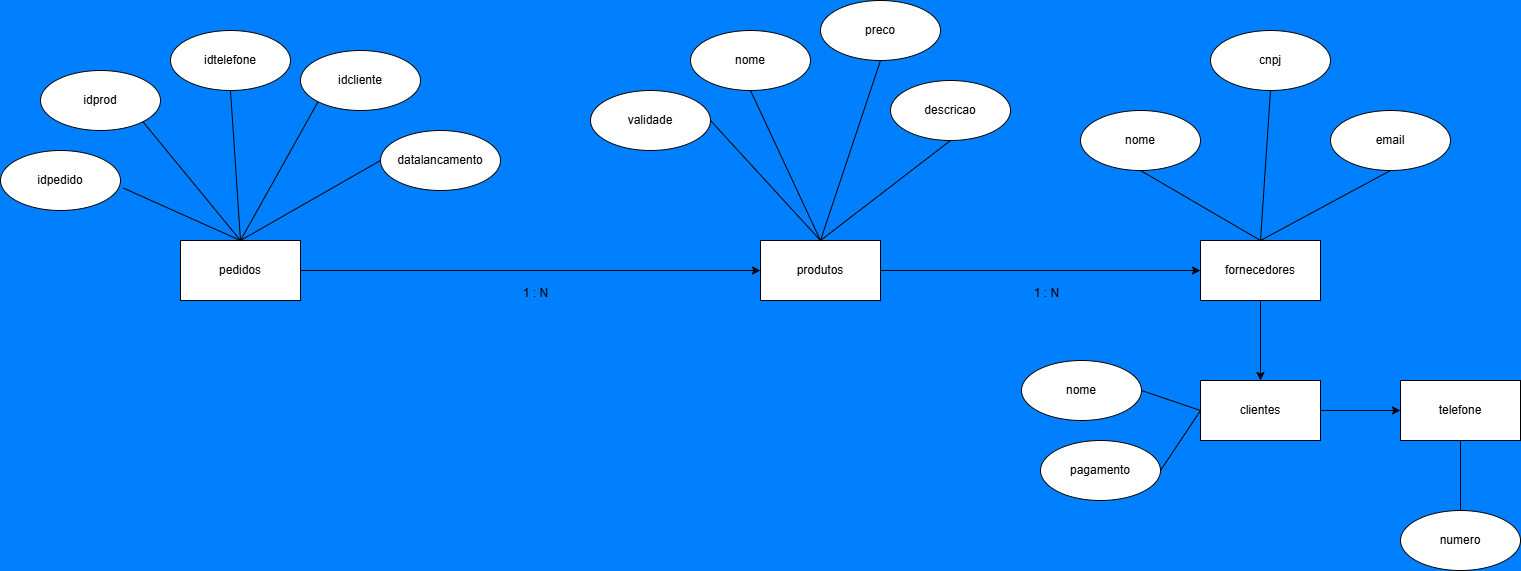 preco
idtelefone
nome
cnpj
idcliente
idprod
descricao
validade
nome
email
datalancamento
idpedido
pedidos
produtos
fornecedores
1 : N
1 : N
nome
clientes
telefone
pagamento
numero